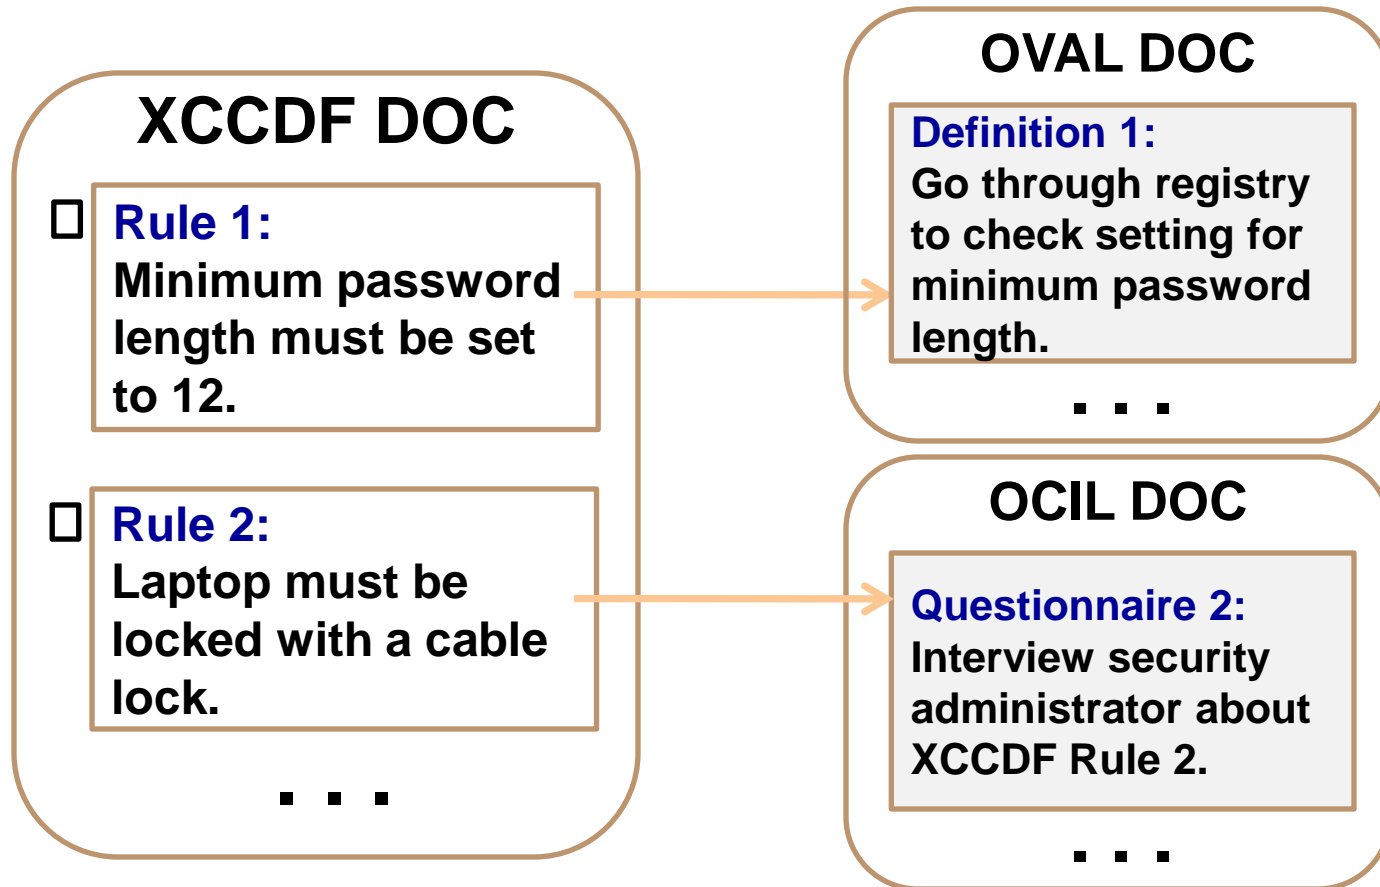 XCCDF DOC
Rule 1:
Minimum password
length must be set
to 12.
Rule 2:
Laptop must be
locked with a cable
lock.
. . .
OVAL DOC
Definition 1:
Go through registry
to check setting for
minimum password
length.
. . .
OCIL DOC
Questionnaire 2:
Interview security
administrator about
XCCDF Rule 2.
. . .